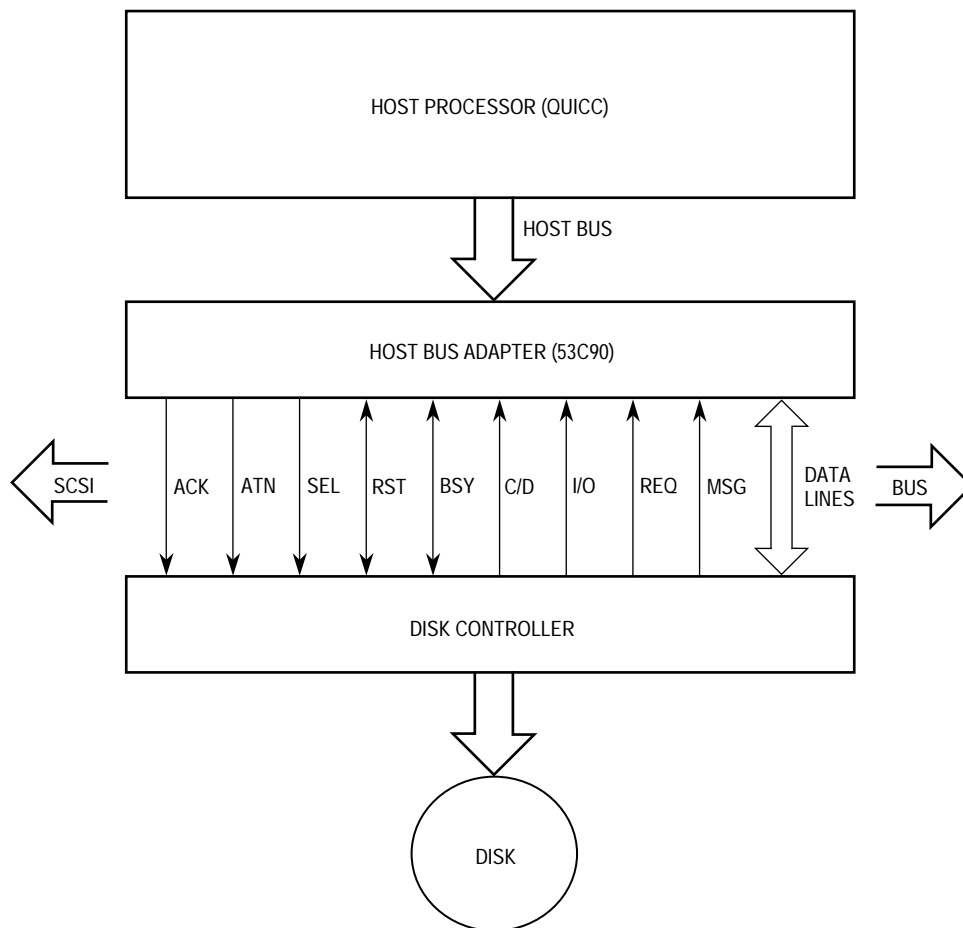 HOST PROCESSOR (QUICC)
HOST BUS
HOST BUS ADAPTER (53C90)
SCSI
ACK
ATN
SEL
RST
BSY
C/D
I/O
REQ
MSG
DATA
LINES
BUS
DISK CONTROLLER
DISK